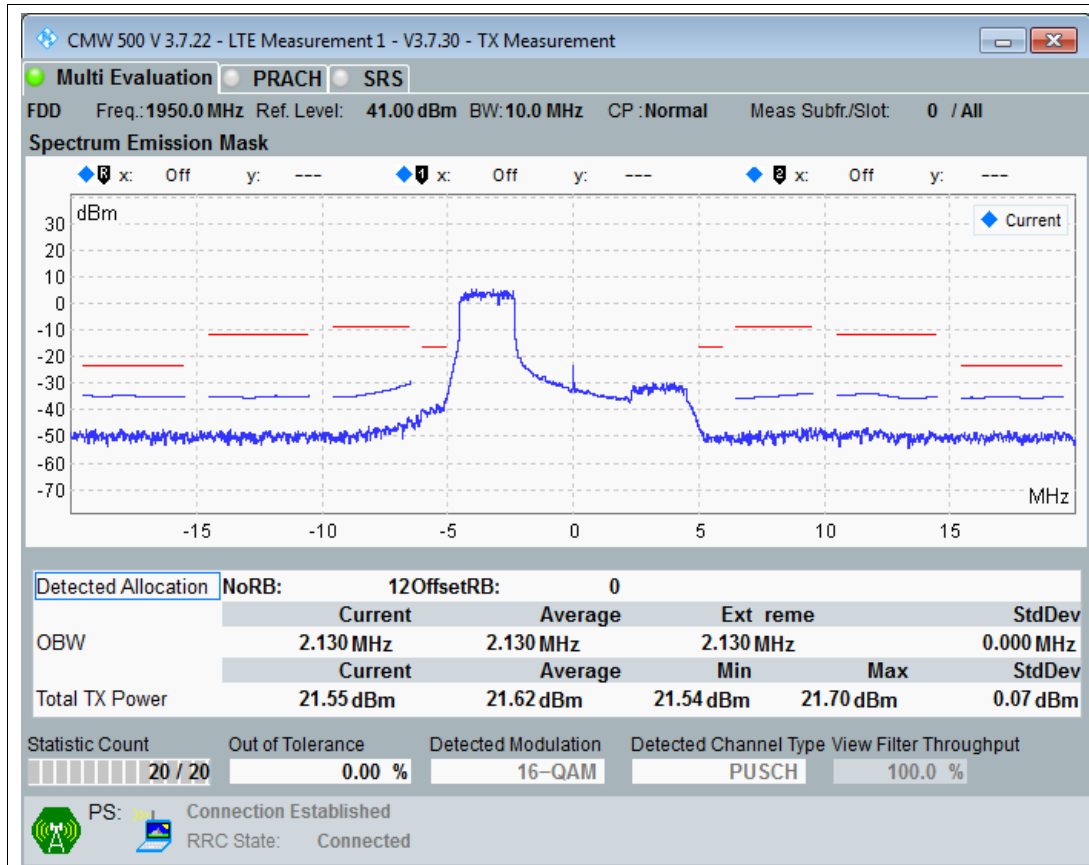 CMW 500 V 3.7.22 - LTE Measurement 1 - V3.7.30 - TX Measurement
Multi Evaluation PRACH SRS
FDD Freq.: 1950.0 MHz Ref. Level: 41.00 dBm BW: 10.0 MHz CP : Normal Meas Subfr./Slot: 0 / All
Spectrum Emission Mask
R x: Off y: --- 1 x: Off y: --- 2 x: Off y: ---
dBm
Current
30
20
10
0
-10
-20
-30
-40
-50
-60
-70
MHz
-15 -10 -5 0 5 10 15
Detected Allocation NoRB: 12 OffsetRB: 0
Current Average Ext reme StdDev
OBW 2.130 MHz 2.130 MHz 2.130 MHz 0.000 MHz
Current Average Min Max StdDev
Total TX Power 21.55 dBm 21.62 dBm 21.54 dBm 21.70 dBm 0.07 dBm
Statistic Count Out of Tolerance Detected Modulation Detected Channel Type View Filter Throughput
20 / 20 0.00 % 16-QAM PUSCH 100.0 %
PS: Connection Established
RRC State: Connected